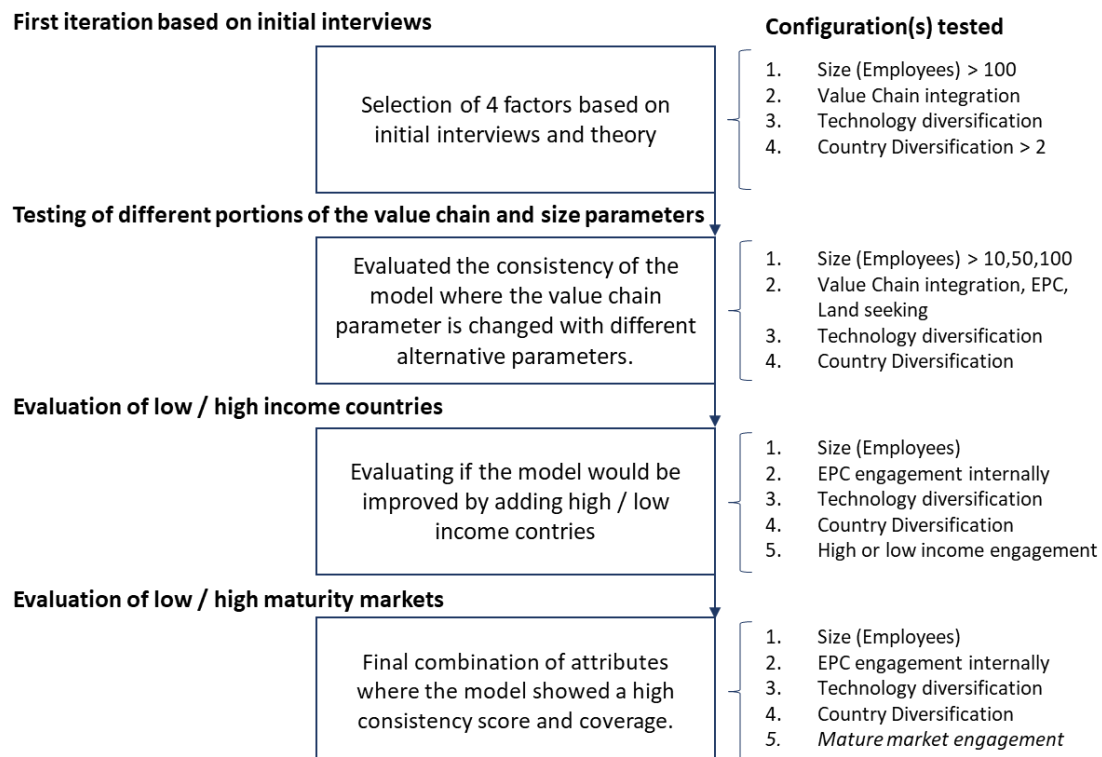 First iteration based on initial interviews
Configuration(s) tested
Selection of 4 factors based on
initial interviews and theory
1. Size (Employees) > 100
2. Value Chain integration
3. Technology diversification
4. Country Diversification > 2
Testing of different portions of the value chain and size parameters
Evaluated the consistency of the
model where the value chain
parameter is changed with different
alternative parameters.
1. Size (Employees) > 10,50,100
2. Value Chain integration, EPC,
Land seeking
3. Technology diversification
4. Country Diversification
Evaluation of low / high income countries
Evaluating if the model would be
improved by adding high / low
income contries
1. Size (Employees)
2. EPC engagement internally
3. Technology diversification
4. Country Diversification
5. High or low income engagement
Evaluation of low / high maturity markets
Final combination of attributes
where the model showed a high
consistency score and coverage.
1. Size (Employees)
2. EPC engagement internally
3. Technology diversification
4. Country Diversification
5. Mature market engagement